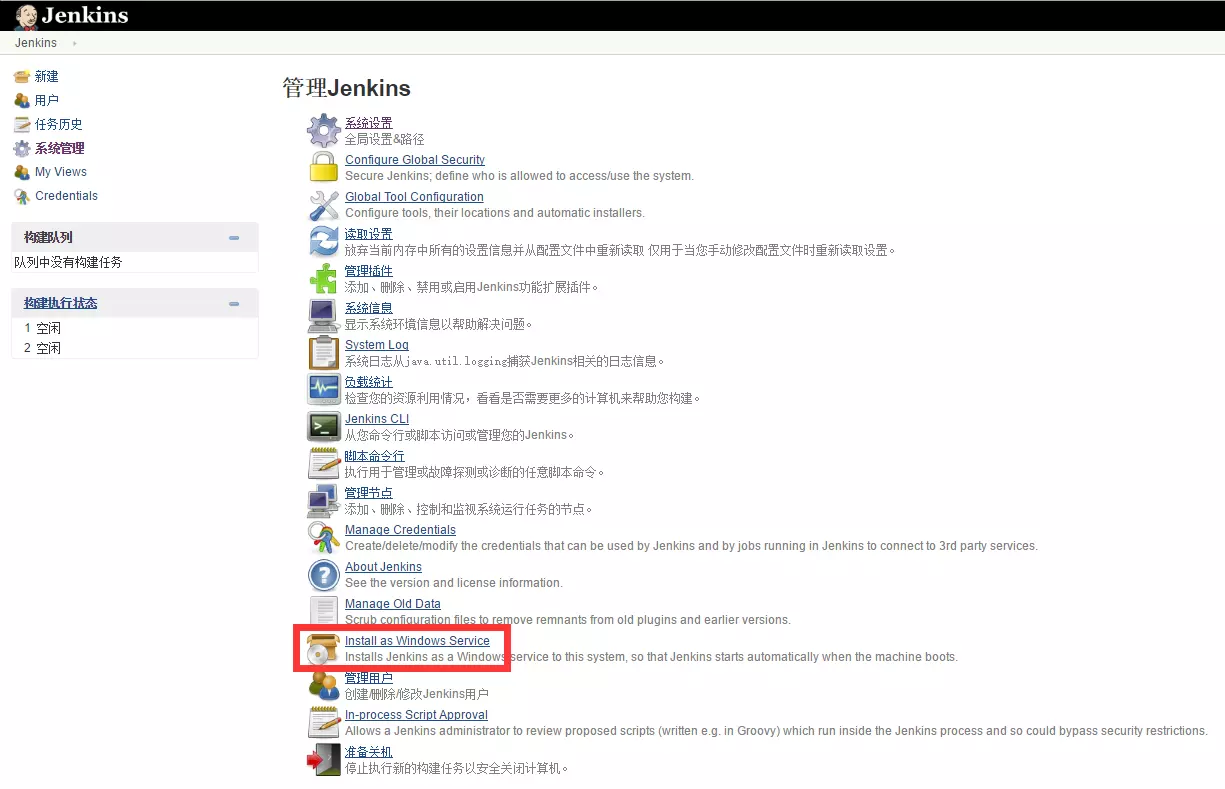 Jenkins
Jenkins
新建
用户
任务历史
系统管理
My Views
Credentials
构建队列
队列中没有构建任务
构建执行状态
1 空闲
2 空闲
管理Jenkins
系统设置
全局设置&路径
Configure Global Security
Secure Jenkins; define who is allowed to access/use the system.
Global Tool Configuration
Configure tools, their locations and automatic installers.
读取设置
放弃当前内存中所有的设置信息并从配置文件中重新读取 仅用于当您手动修改配置文件时重新读取设置。
管理插件
添加、删除、禁用或启用Jenkins功能扩展插件。
系统信息
显示系统环境信息以帮助解决问题。
System Log
系统日志从java.util.logging捕获Jenkins相关的日志信息。
负载统计
检查您的资源利用情况，看看是否需要更多的计算机来帮助您构建。
Jenkins CLI
从您命令行或脚本访问或管理您的Jenkins。
脚本命令行
执行用于管理或故障探测或诊断的任意脚本命令。
管理节点
添加、删除、控制和监视系统运行任务的节点。
Manage Credentials
Create/delete/modify the credentials that can be used by Jenkins and by jobs running in Jenkins to connect to 3rd party services.
About Jenkins
See the version and license information.
Manage Old Data
Scrub configuration files to remove remnants from old plugins and earlier versions.
Install as Windows Service
Installs Jenkins as a Windows service to this system, so that Jenkins starts automatically when the machine boots.
管理用户
创建/删除/修改Jenkins用户
In-process Script Approval
Allows a Jenkins administrator to review proposed scripts (written e.g. in Groovy) which run inside the Jenkins process and so could bypass security restrictions.
准备关机
停止执行新的构建任务以安全关闭计算机。